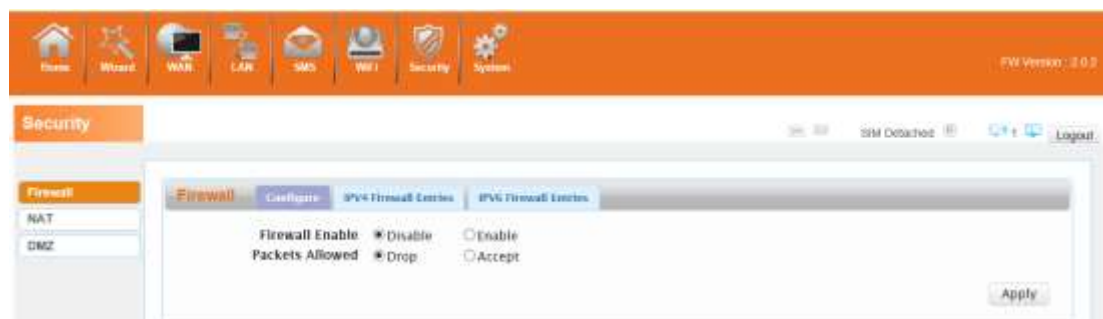 Home Wizard WAN LAN SMS WiFi Security System
FW Version : 2.0.2
Security
SIM Detached
Logout
Firewall
NAT
DMZ
Firewall Configure IPV4 Firewall Entries IPV6 Firewall Entries
Firewall Enable Disable Enable
Packets Allowed Drop Accept
Apply